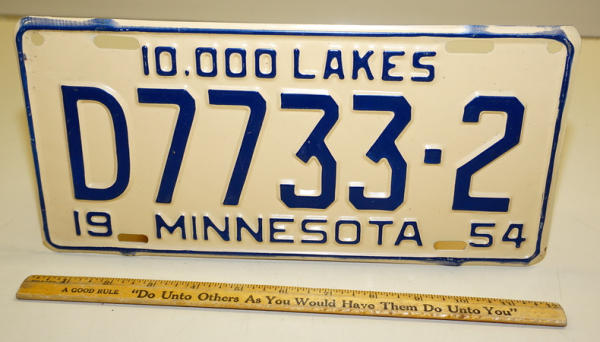 10,000 LAKES
D7733-2
19 MINNESOTA 54
A GOOD RULE "Do Unto Others As You Would Have Them Do Unto You"